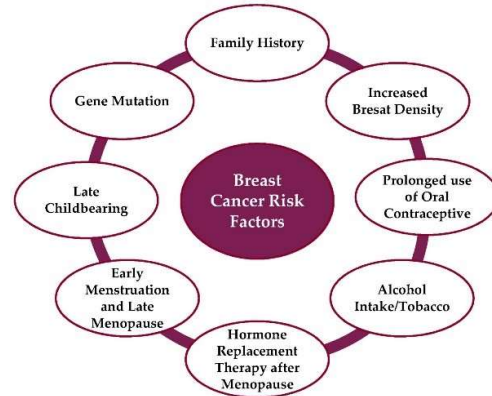 Family History
Increased
Bresat Density
Prolonged use
of Oral
Contraceptive
Alcohol
Intake/Tobacco
Hormone
Replacement
Therapy after
Menopause
Early
Menstruation
and Late
Menopause
Late
Childbearing
Gene Mutation
Breast
Cancer Risk
Factors